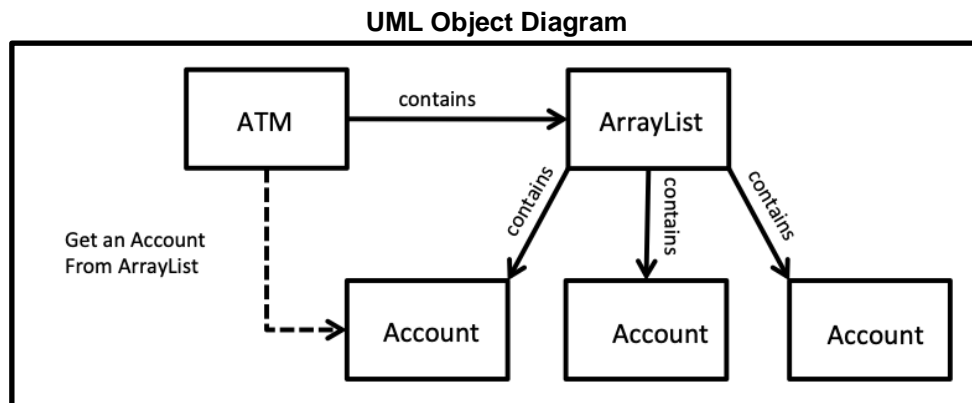 UML Object Diagram
ATM
contains
ArrayList
contains
contains
contains
Get an Account
From ArrayList
Account
Account
Account